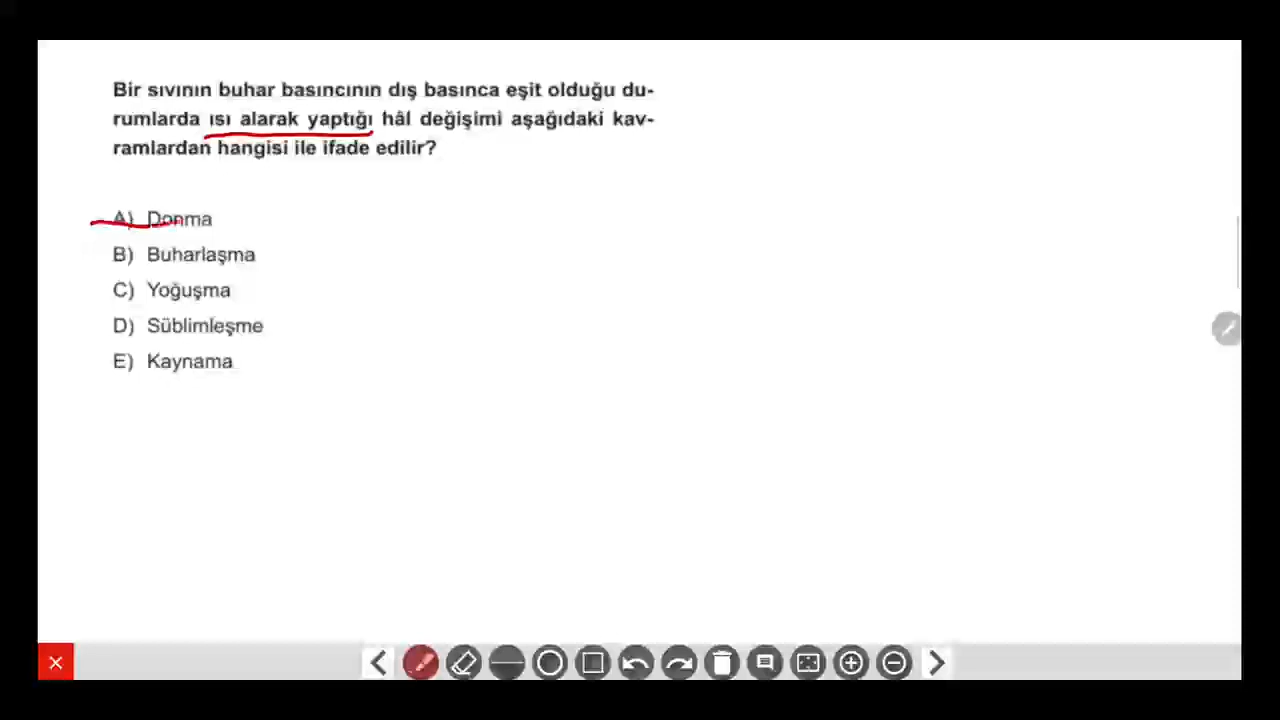 Bir sıvının buhar basıncının dış basınca eşit olduğu du-
rumlarda ısı alarak yaptığı hâl değişimi aşağıdaki kav-
ramlardan hangisi ile ifade edilir?
A) Donma
B) Buharlaşma
C) Yoğuşma
D) Süblimleşme
E) Kaynama